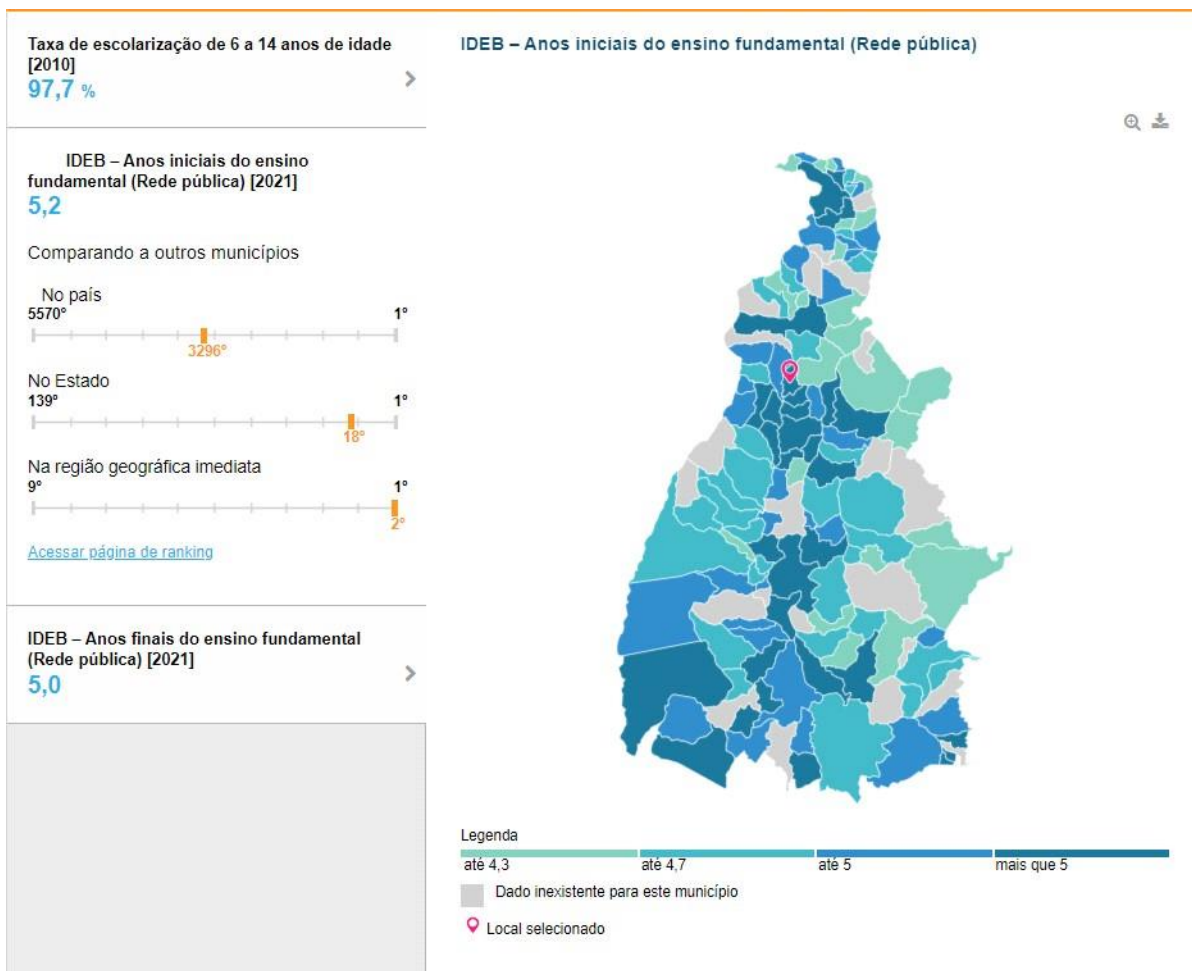 Taxa de escolarização de 6 a 14 anos de idade
[2010]
97,7 %
IDEB – Anos iniciais do ensino
fundamental (Rede pública) [2021]
5,2
Comparando a outros municípios
No país
5570° 1°
3296°
No Estado
139° 1°
18°
Na região geográfica imediata
9° 1°
2°
Acessar página de ranking
IDEB – Anos finais do ensino fundamental
(Rede pública) [2021]
5,0
IDEB – Anos iniciais do ensino fundamental (Rede pública)
Legenda
até 4,3 até 4,7 até 5 mais que 5
Dado inexistente para este município
Local selecionado